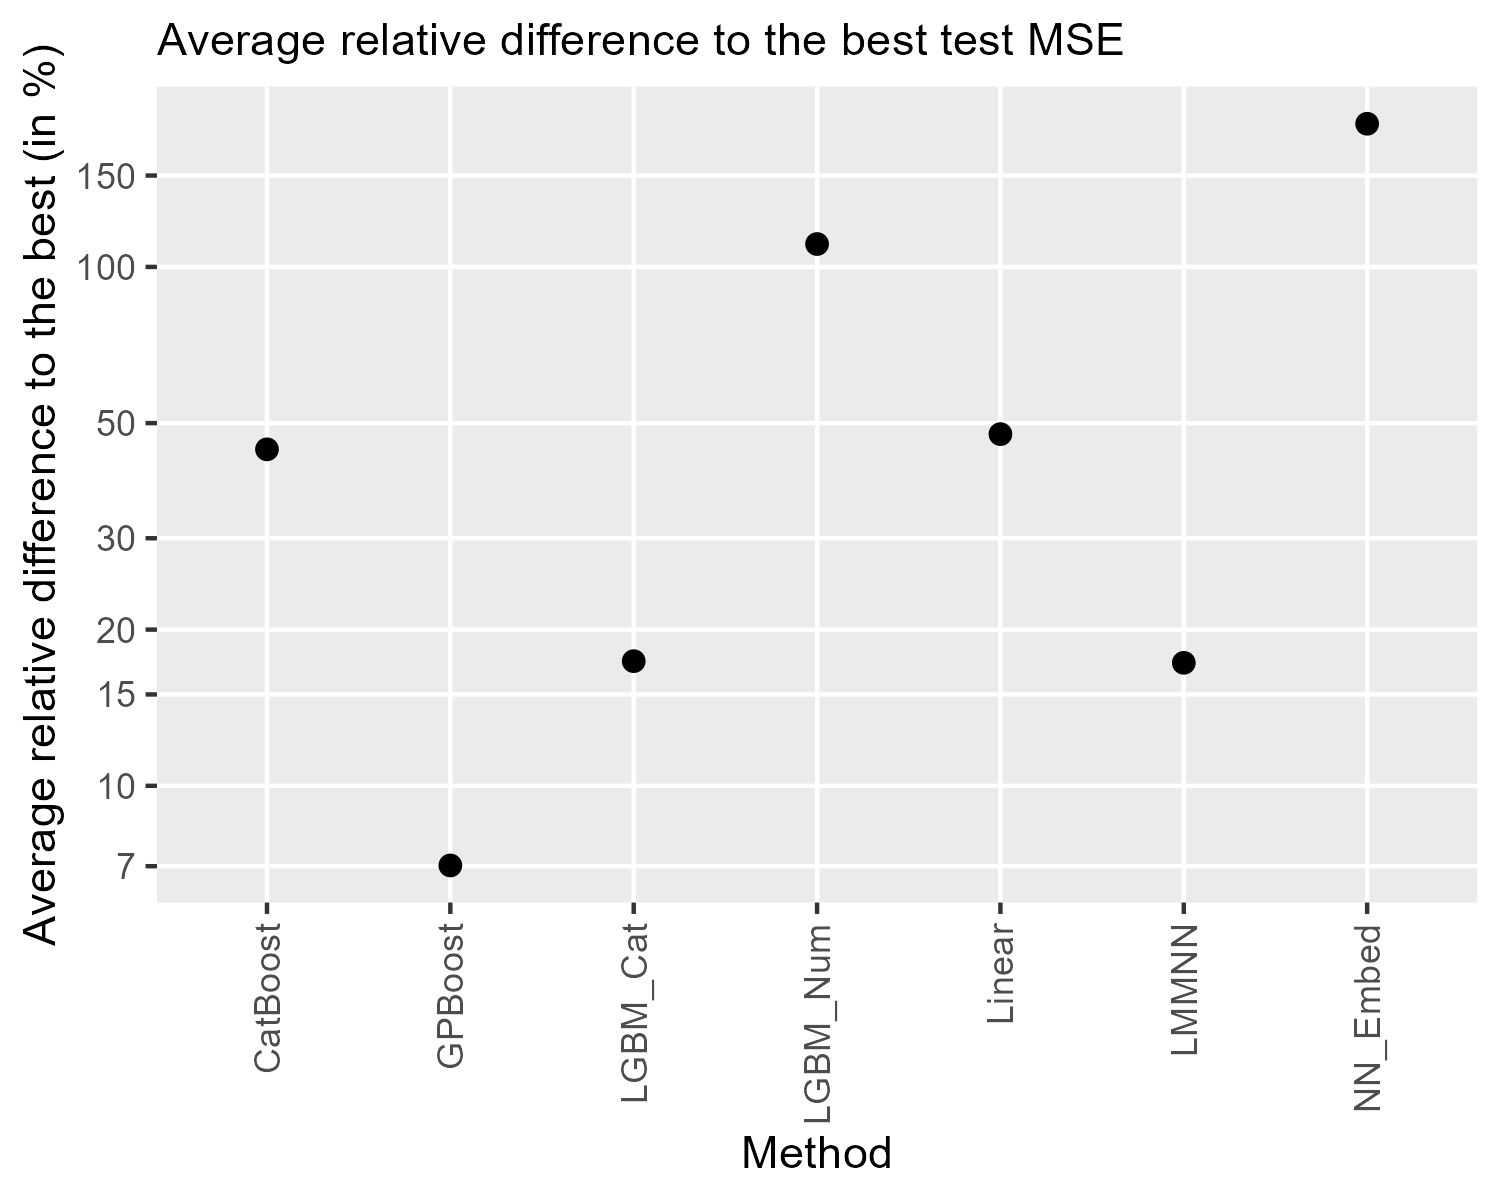 Average relative difference to the best test MSE
Average relative difference to the best (in %)
150
100
50
30
20
15
10
7
CatBoost
GPBoost
LGBM_Cat
LGBM_Num
Linear
LMMNN
NN_Embed
Method